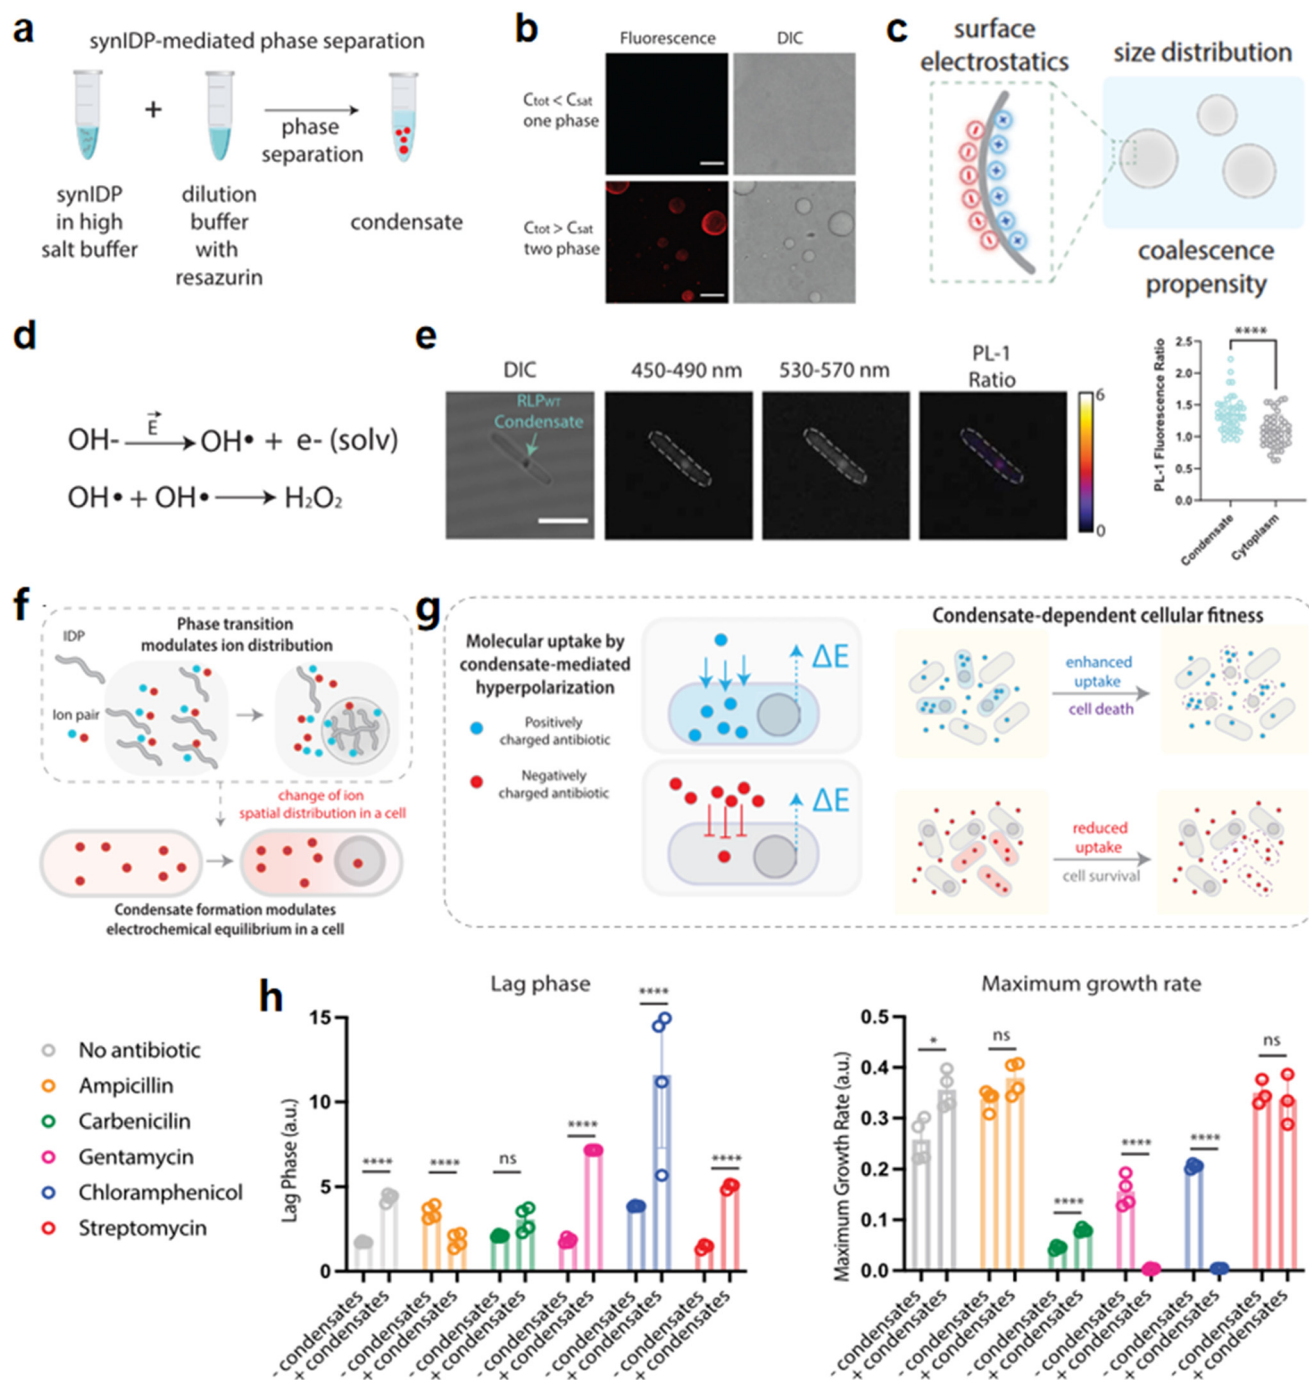 a
synIDP-mediated phase separation
+
phase
separation
synIDP
in high
salt buffer
dilution
buffer
with
resazurin
condensate
b
Fluorescence
DIC
Ctot < Csat
one phase
Ctot > Csat
two phase
c
surface
electrostatics
size distribution
coalescence
propensity
d
OH- E→ OH• + e- (solv)
OH• + OH• → H2O2
e
DIC
450-490 nm
530-570 nm
PL-1
Ratio
RLPWT
Condensate
6
0
****
PL-1 Fluorescence Ratio
2.5
2.0
1.5
1.0
0.5
0.0
Condensate
Cytoplasm
f
Phase transition
modulates ion distribution
IDP
Ion pair
change of ion
spatial distribution in a cell
Condensate formation modulates
electrochemical equilibrium in a cell
g
Molecular uptake by
condensate-mediated
hyperpolarization
Positively
charged antibiotic
Negatively
charged antibiotic
ΔE
ΔE
Condensate-dependent cellular fitness
enhanced
uptake
cell death
reduced
uptake
cell survival
h
No antibiotic
Ampicillin
Carbenicilin
Gentamycin
Chloramphenicol
Streptomycin
Lag phase
Lag Phase (a.u.)
15
10
5
0
****
****
ns
****
****
****
- condensates
+ condensates
- condensates
+ condensates
- condensates
+ condensates
- condensates
+ condensates
- condensates
+ condensates
- condensates
+ condensates
Maximum growth rate
Maximum Growth Rate (a.u.)
0.5
0.4
0.3
0.2
0.1
0.0
*
ns
****
****
****
ns
- condensates
+ condensates
- condensates
+ condensates
- condensates
+ condensates
- condensates
+ condensates
- condensates
+ condensates
- condensates
+ condensates